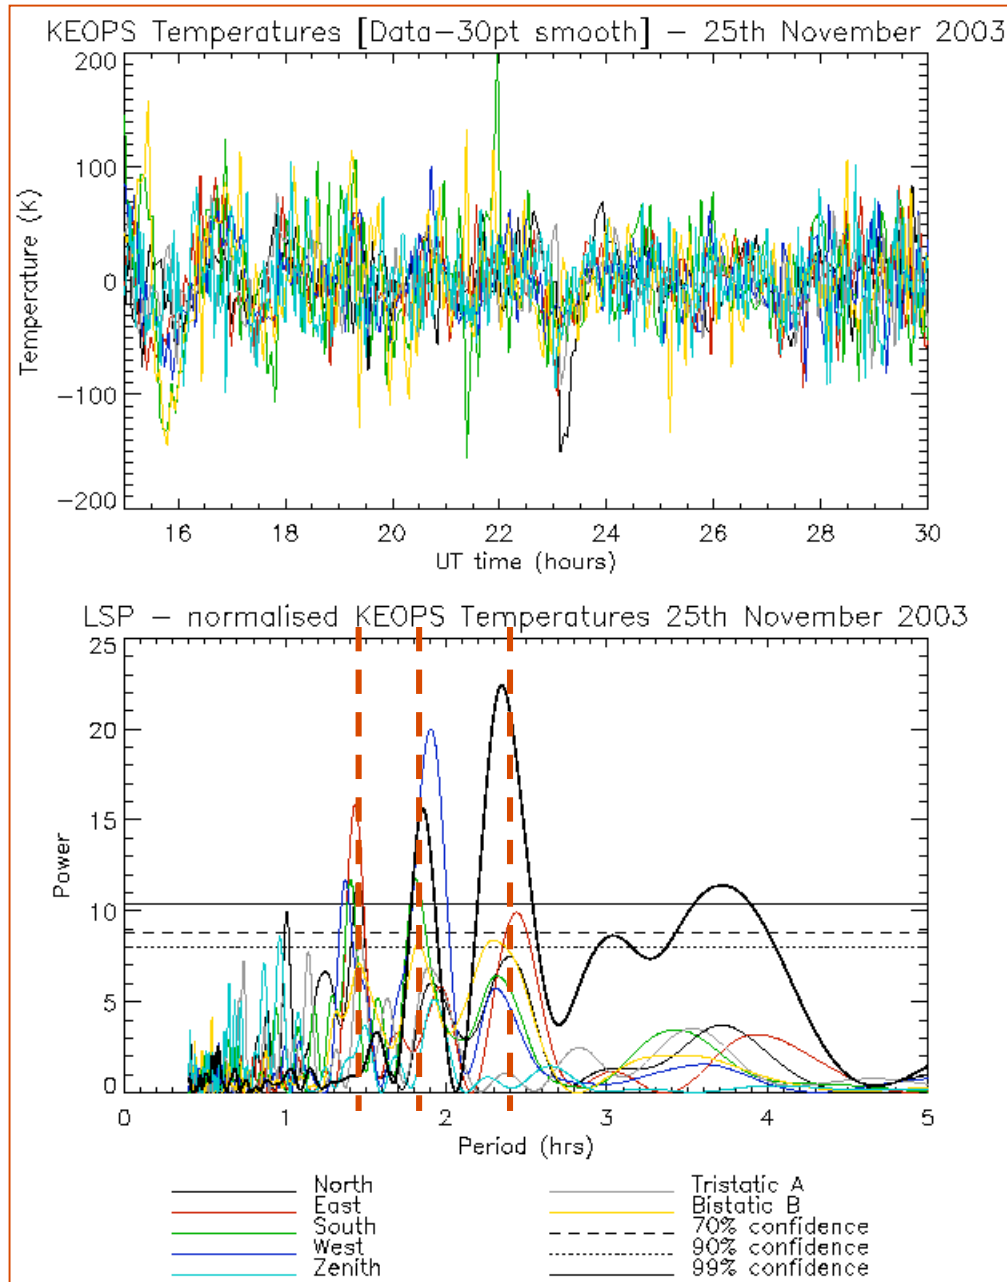 KEOPS Temperatures [Data-30pt smooth] - 25th November 2003
200
100
0
-100
-200
Temperature (K)
16 18 20 22 24 26 28 30
UT time (hours)
LSP - normalised KEOPS Temperatures 25th November 2003
25
20
15
10
5
0
Power
0 1 2 3 4 5
Period (hrs)
North
East
South
West
Zenith
Tristatic A
Bistatic B
70% confidence
90% confidence
99% confidence